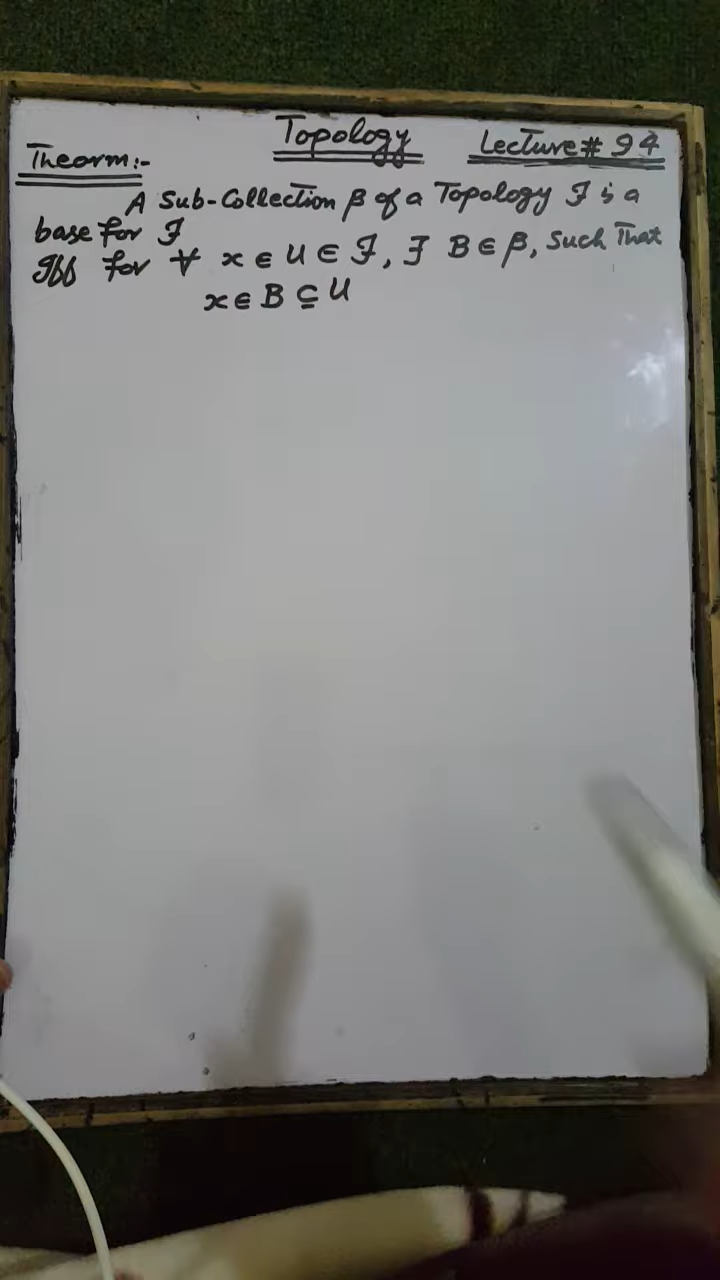 Topology
Lecture # 94
Theorm:-
A Sub-Collection β of a Topology ℱ is a
base for ℱ
Iff for ∀ x ∈ U ∈ ℱ, ∃ B ∈ β, Such That
x ∈ B ⊆ U